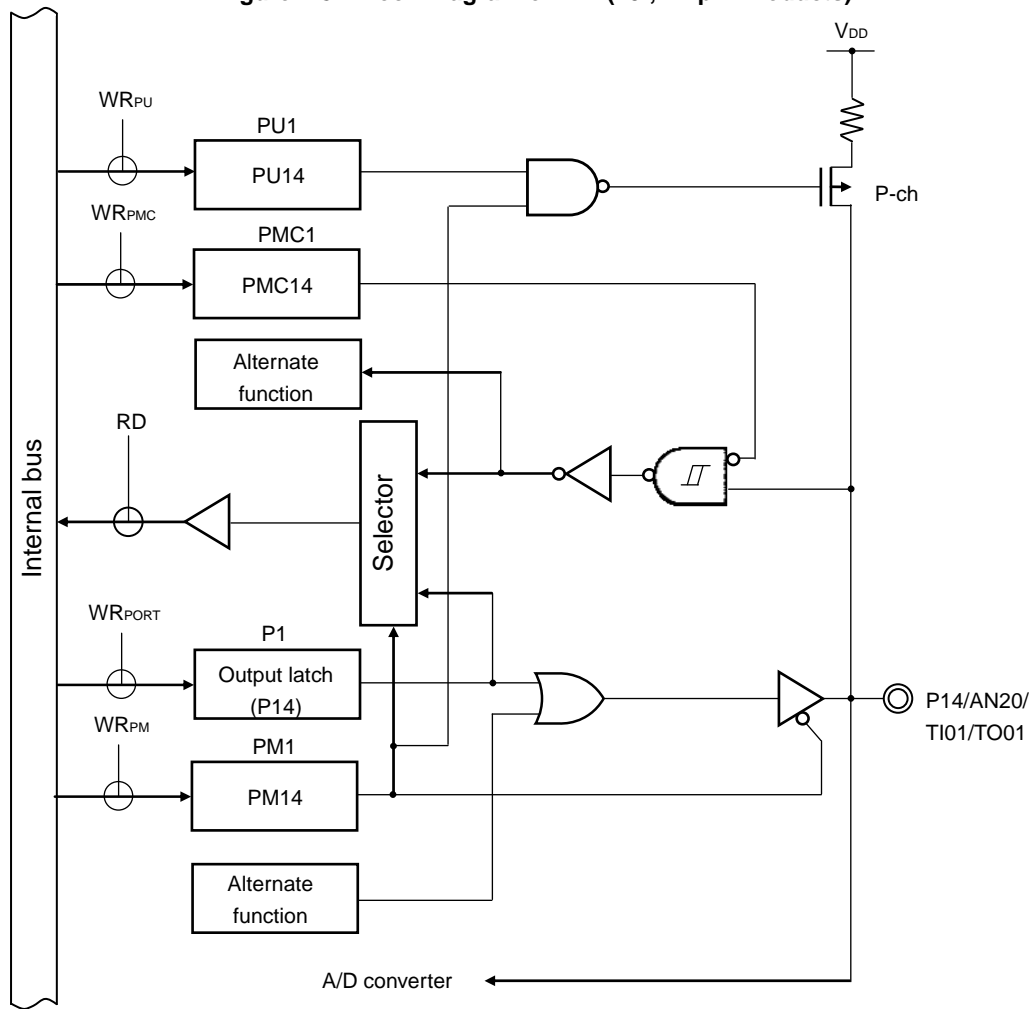 VDD
WRPU
PU1
PU14
P-ch
WRPMC
PMC1
PMC14
Alternate
function
RD
Selector
Internal bus
WRPORT
P1
Output latch
(P14)
P14/AN20/
TI01/TO01
WRPM
PM1
PM14
Alternate
function
A/D converter